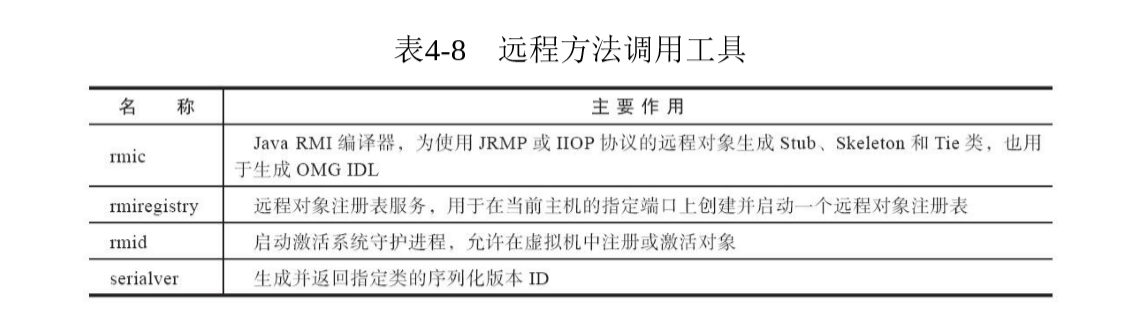 表4-8 远程方法调用工具
名 称 主 要 作 用
rmic Java RMI 编译器，为使用 JRMP 或 IIOP 协议的远程对象生成 Stub、Skeleton 和 Tie 类，也用
于生成 OMG IDL
rmiregistry 远程对象注册表服务，用于在当前主机的指定端口上创建并启动一个远程对象注册表
rmid 启动激活系统守护进程，允许在虚拟机中注册或激活对象
serialver 生成并返回指定类的序列化版本 ID